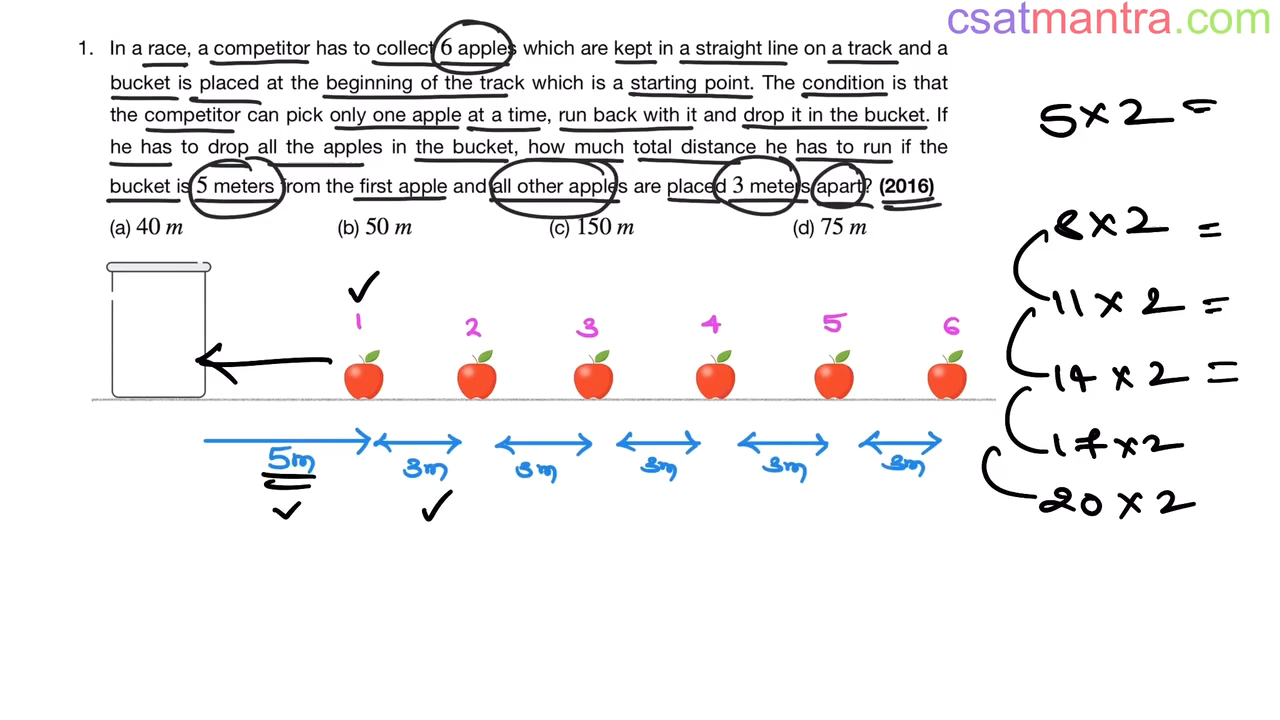 csatmantra.com
1. In a race, a competitor has to collect 6 apples which are kept in a straight line on a track and a
bucket is placed at the beginning of the track which is a starting point. The condition is that
the competitor can pick only one apple at a time, run back with it and drop it in the bucket. If
he has to drop all the apples in the bucket, how much total distance he has to run if the
bucket is 5 meters from the first apple and all other apples are placed 3 meters apart? (2016)
(a) 40 m (b) 50 m (c) 150 m (d) 75 m
1 2 3 4 5 6
5m 3m 3m 3m 3m 3m
5 × 2 =
8 × 2 =
11 × 2 =
14 × 2 =
17 × 2
20 × 2